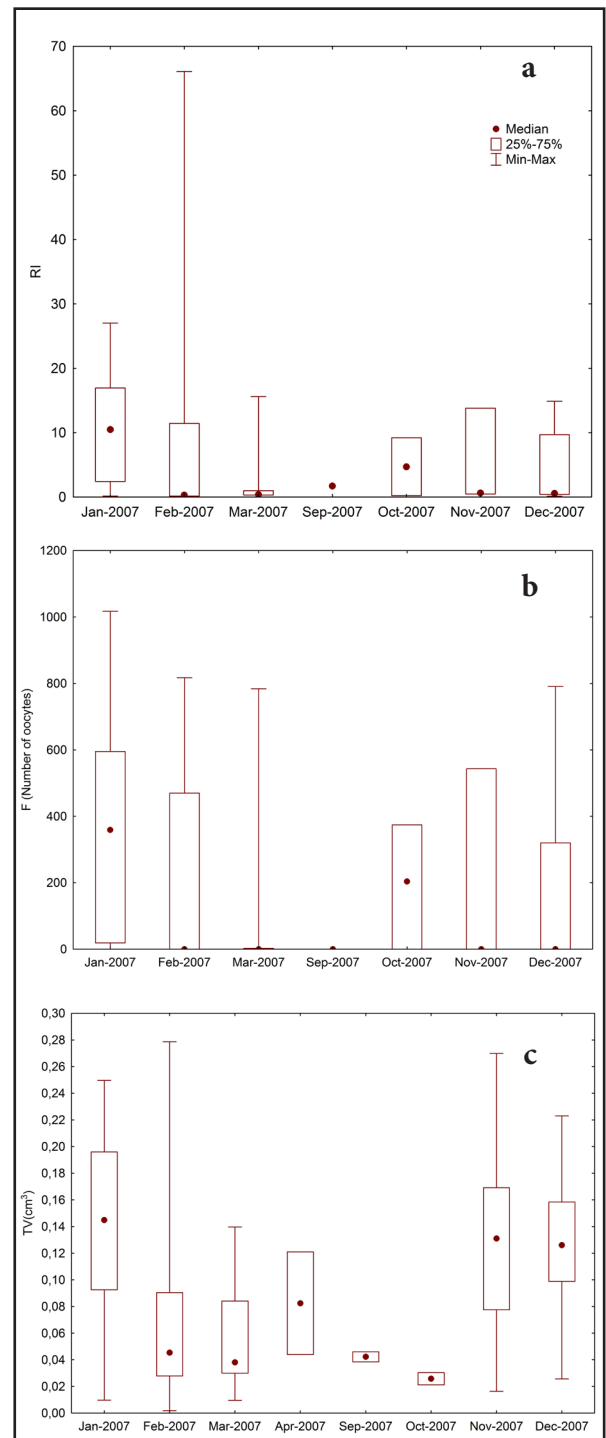 a
70
60
50
40
30
20
10
0
RI
Median
25%-75%
Min-Max
Jan-2007 Feb-2007 Mar-2007 Sep-2007 Oct-2007 Nov-2007 Dec-2007
b
1200
1000
800
600
400
200
0
F (Number of oocytes)
Jan-2007 Feb-2007 Mar-2007 Sep-2007 Oct-2007 Nov-2007 Dec-2007
c
0,30
0,28
0,26
0,24
0,22
0,20
0,18
0,16
0,14
0,12
0,10
0,08
0,06
0,04
0,02
0,00
TV(cm³)
Jan-2007 Feb-2007 Mar-2007 Apr-2007 Sep-2007 Oct-2007 Nov-2007 Dec-2007